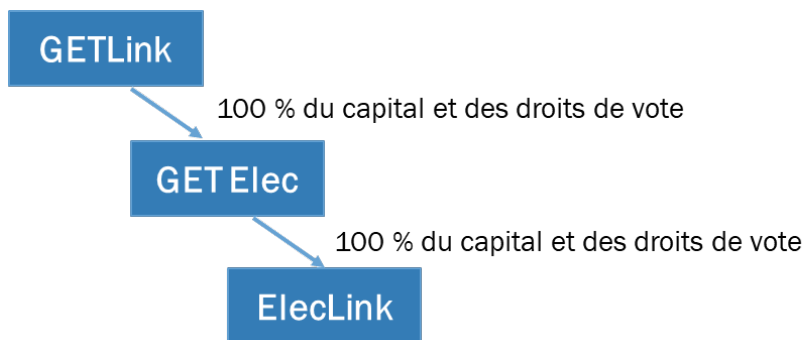 GETLink
100 % du capital et des droits de vote
GET Elec
100 % du capital et des droits de vote
ElecLink